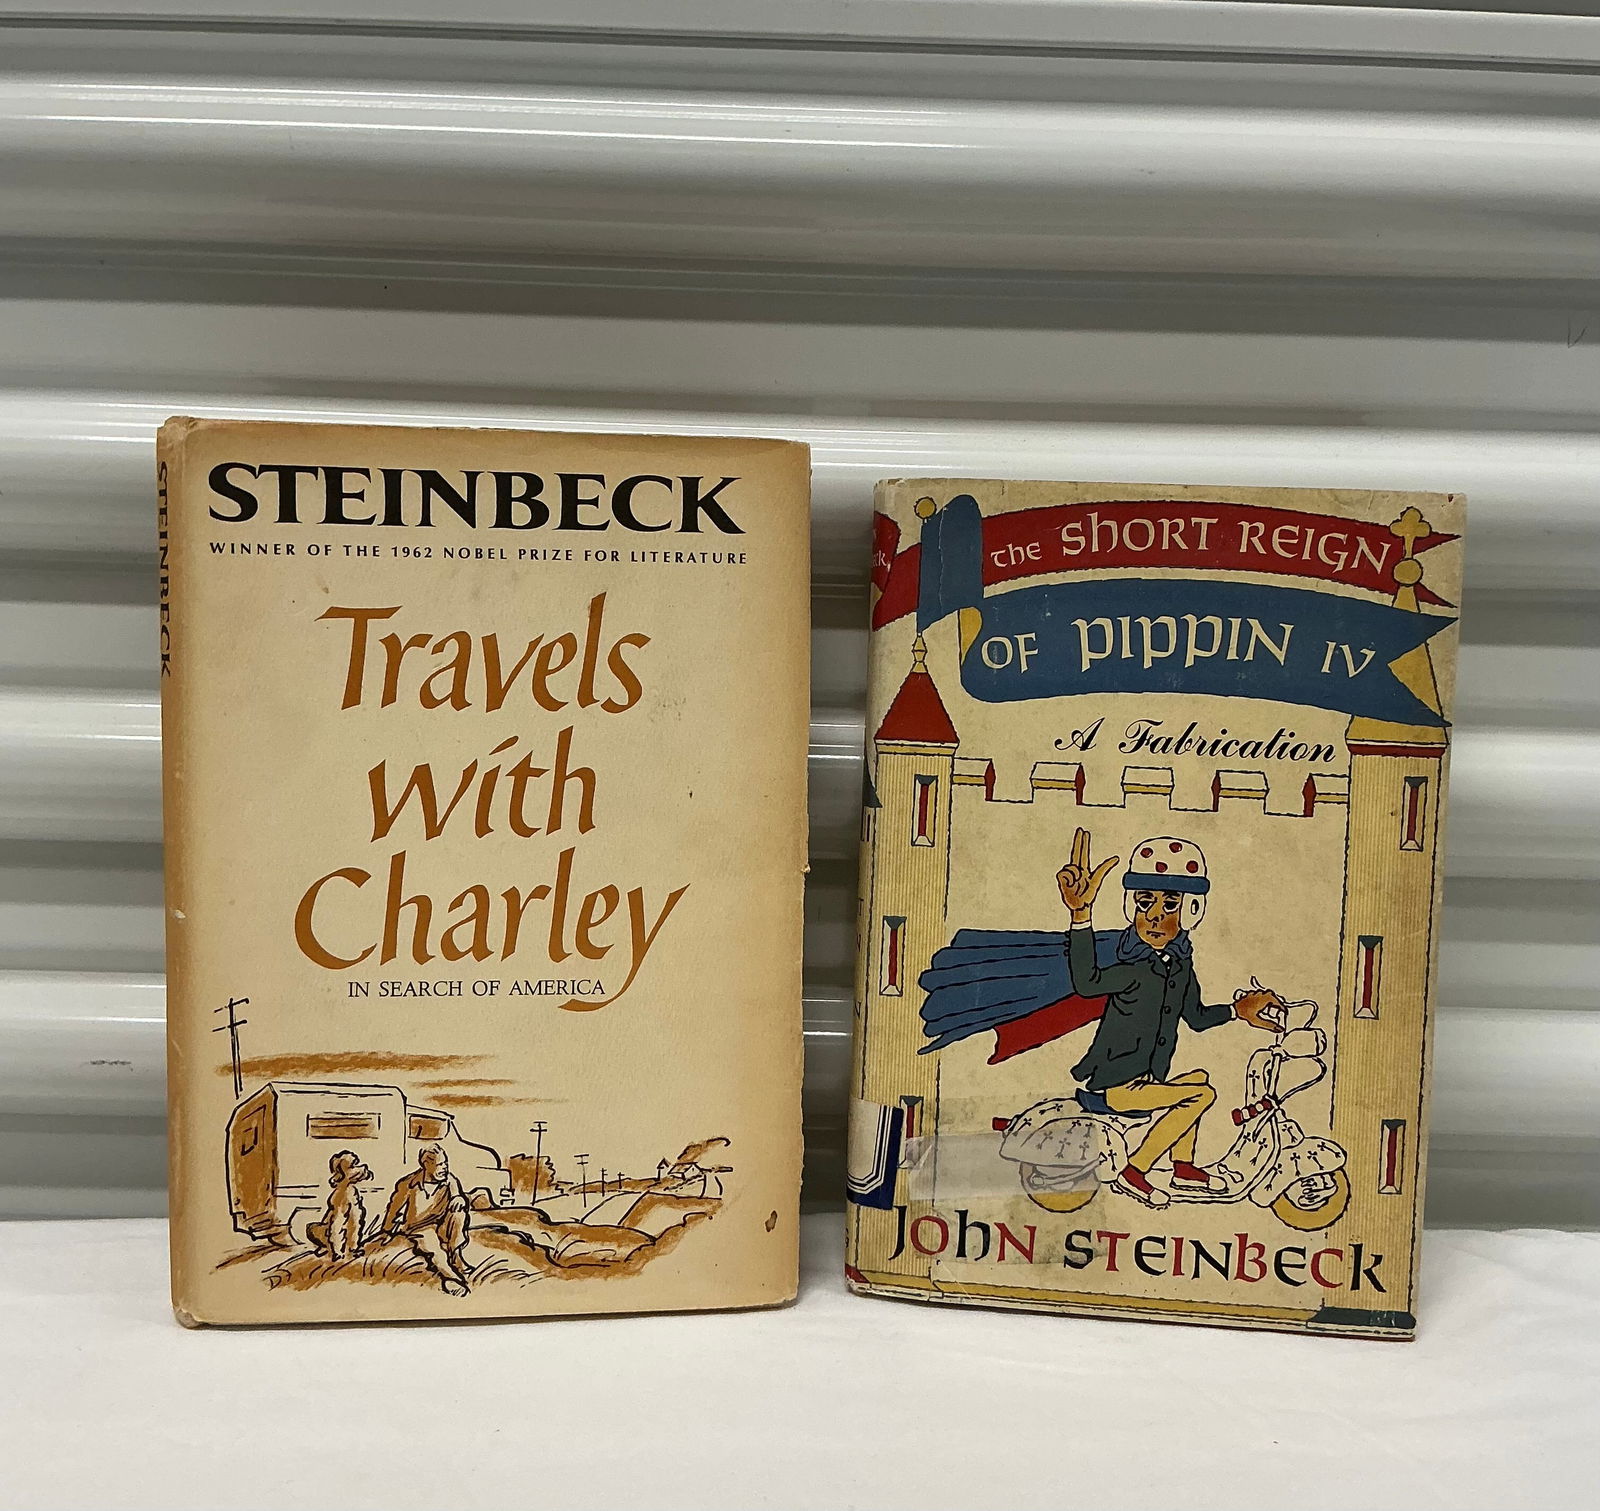 STEINBECK
STEINBECK
WINNER OF THE 1962 NOBEL PRIZE FOR LITERATURE
Travels
with
Charley
IN SEARCH OF AMERICA
the SHORT REIGN
OF PIPPIN IV
A Fabrication
JOHN STEINBECK